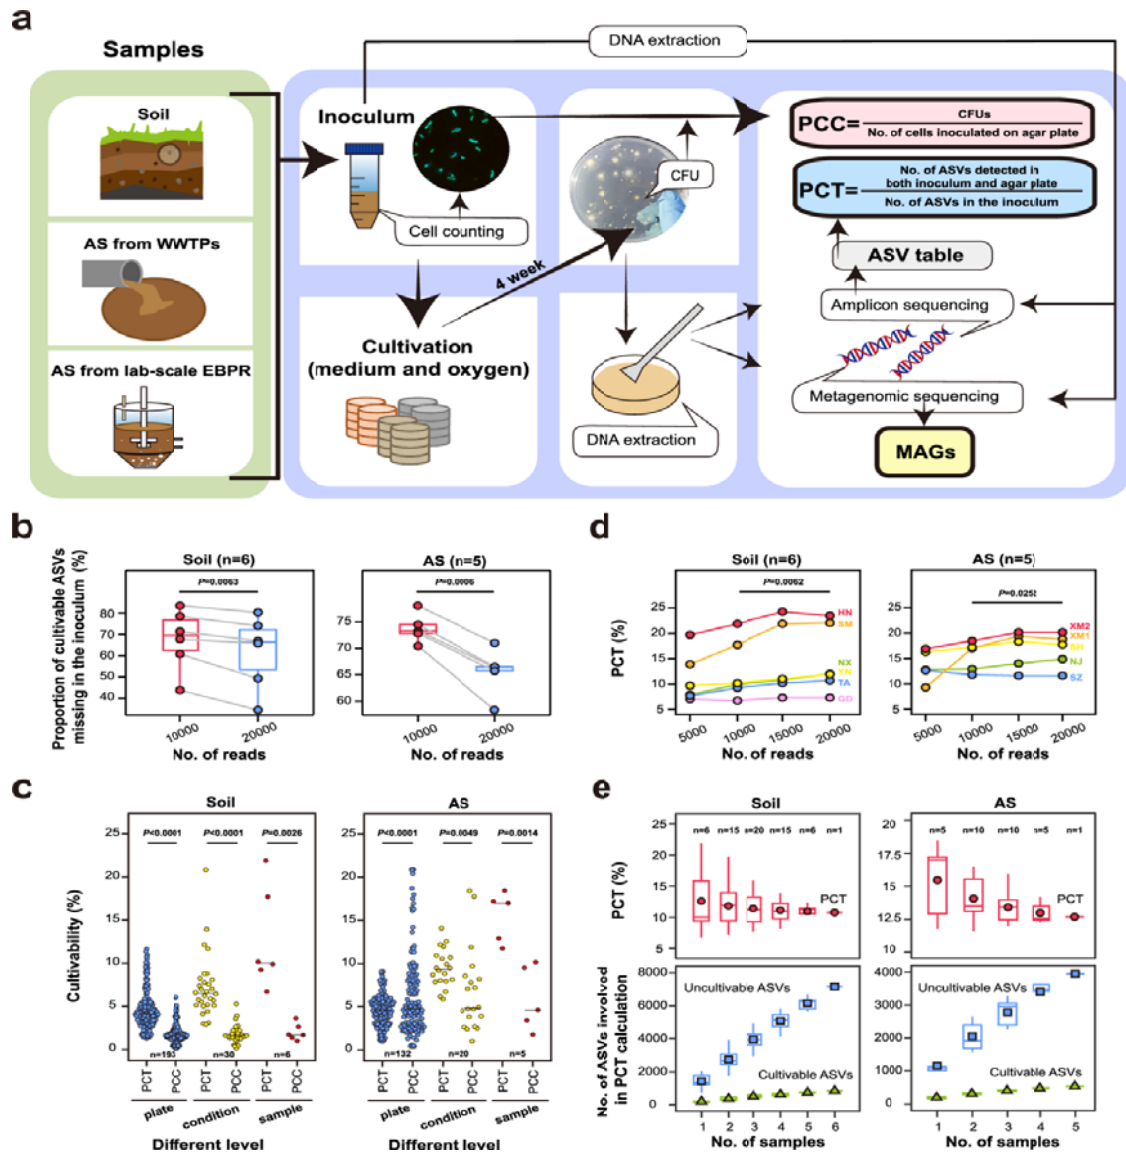 a
Samples
Soil
AS from WWTPs
AS from lab-scale EBPR
DNA extraction
Inoculum
Cell counting
4 week
Cultivation
(medium and oxygen)
CFU
DNA extraction
PCC=
CFUs
No. of cells inoculated on agar plate
PCT=
No. of ASVs detected in
both inoculum and agar plate
No. of ASVs in the inoculum
ASV table
Amplicon sequencing
Metagenomic sequencing
MAGs
b
Proportion of cultivable ASVs
missing in the inoculum (%)
Soil (n=6)
P=0.0063
80
70
60
50
40
10000
20000
No. of reads
AS (n=5)
P=0.0006
75
70
65
60
10000
20000
No. of reads
d
PCT (%)
Soil (n=6)
P=0.0062
25
20
15
10
5
HN
SM
NX
YN
TA
GD
5000
10000
15000
20000
No. of reads
AS (n=5)
P=0.0251
25
20
15
10
5
XM2
XM1
SH
NJ
SZ
5000
10000
15000
20000
No. of reads
c
Cultivability (%)
Soil
P<0.0001
P<0.0001
P=0.0026
25
20
15
10
5
0
n=193
n=30
n=6
PCT
PCC
PCT
PCC
PCT
PCC
plate
condition
sample
Different level
AS
P<0.0001
P=0.0049
P=0.0014
25
20
15
10
5
0
n=132
n=20
n=5
PCT
PCC
PCT
PCC
PCT
PCC
plate
condition
sample
Different level
e
Soil
PCT (%)
n=6 n=15 n=20 n=15 n=6 n=1
25
20
15
10
5
PCT
No. of ASVs involved
in PCT calculation
8000
6000
4000
2000
0
Uncultivable ASVs
Cultivable ASVs
1 2 3 4 5 6
No. of samples
AS
n=5 n=10 n=10 n=5 n=1
17.5
15.0
12.5
10.0
PCT
4000
3000
2000
1000
0
Uncultivable ASVs
Cultivable ASVs
1 2 3 4 5
No. of samples